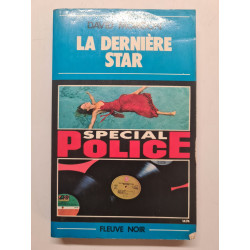 LA DERNIÈRE
STAR
SPECIAL
POLICE
FLEUVE NOIR